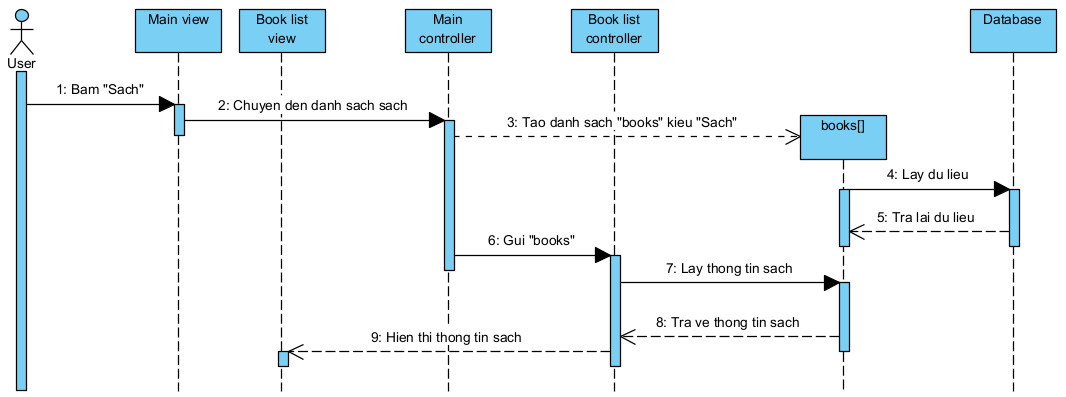 Main view
Book list
view
Main
controller
Book list
controller
Database
User
1: Bam "Sach"
2: Chuyen den danh sach sach
3: Tao danh sach "books" kieu "Sach"
books[]
4: Lay du lieu
5: Tra lai du lieu
6: Gui "books"
7: Lay thong tin sach
8: Tra ve thong tin sach
9: Hien thi thong tin sach